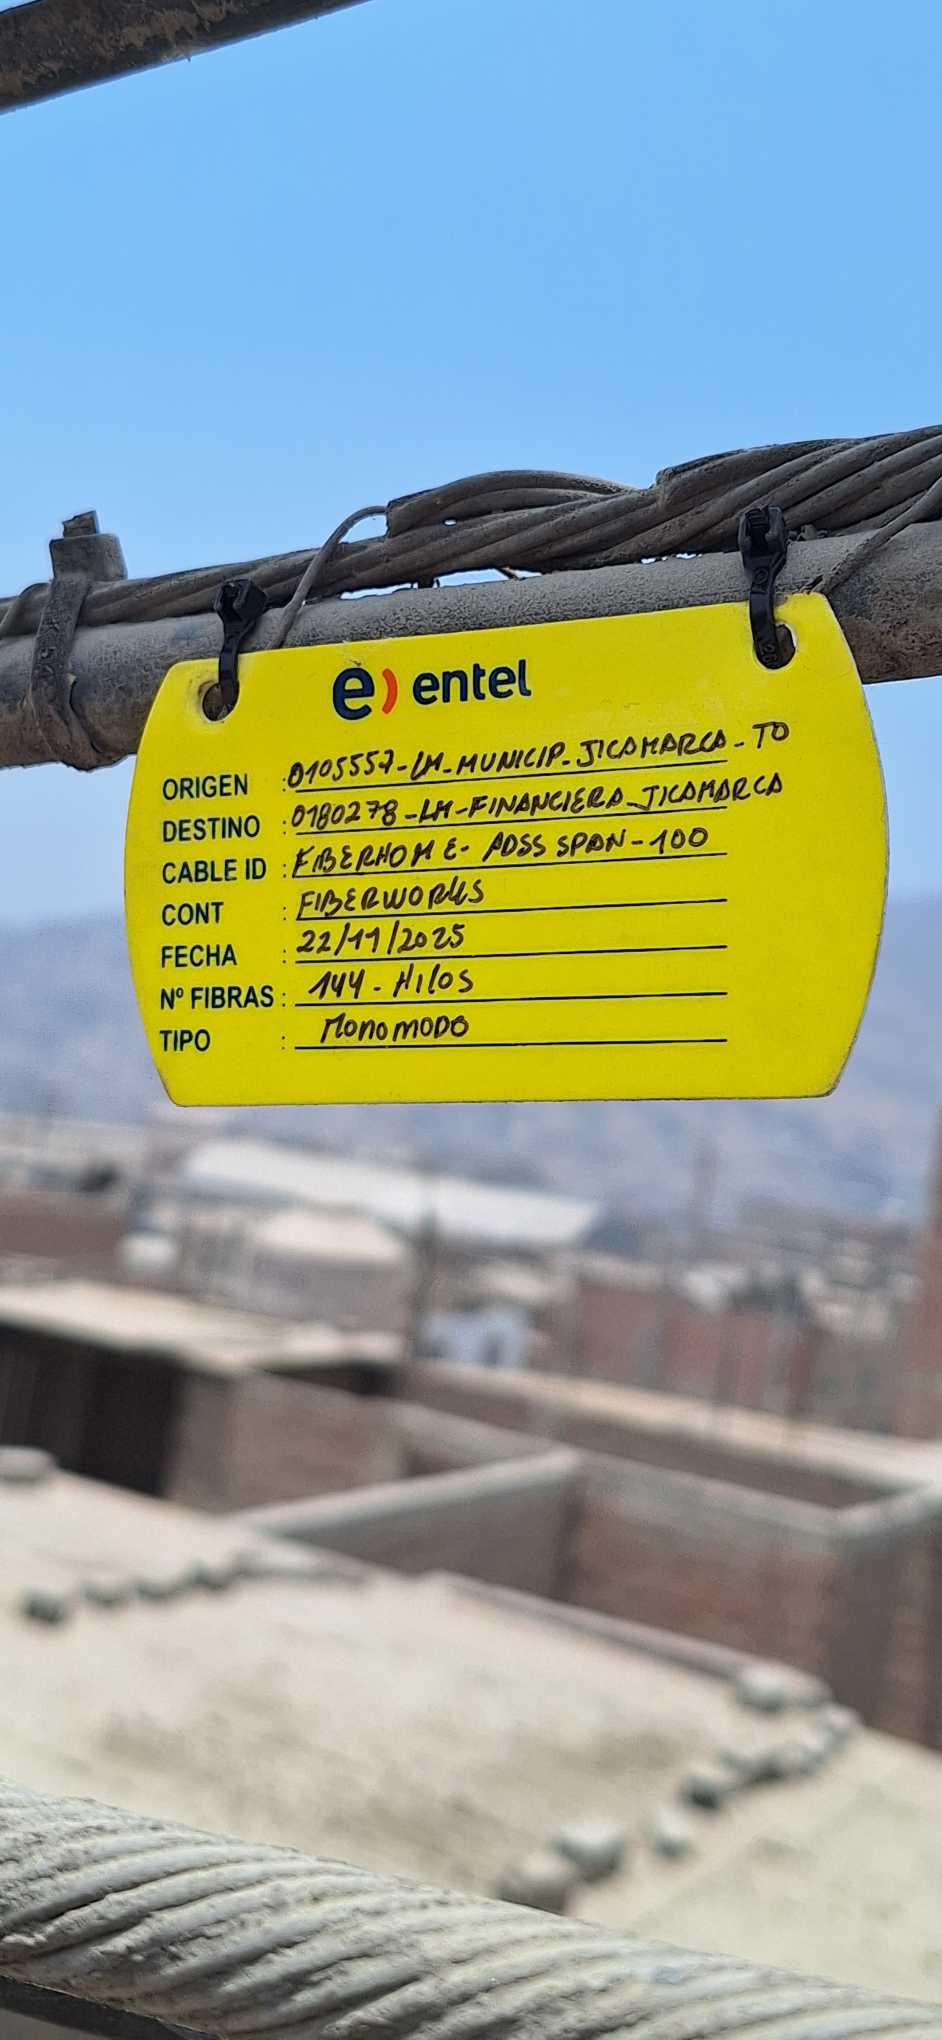 e) entel
ORIGEN : 0105557-LM-MUNICIP-JICAMARCA-TO
DESTINO : 0180278-LM-FINANCIERA-JICAMARCA
CABLE ID : FIBERHOME-ADSS SPAN-100
CONT : FIBERWORKS
FECHA : 22/11/2025
Nº FIBRAS : 144-HILOS
TIPO : MONOMODO